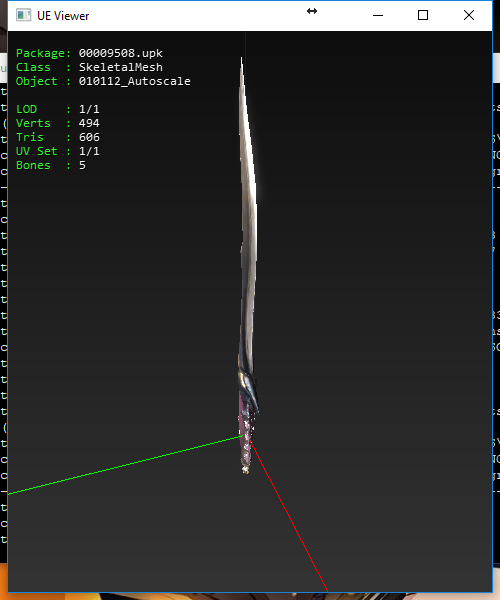 UE Viewer
Package: 00009508.upk
Class : SkeletalMesh
Object : 010112_Autoscale
LOD : 1/1
Verts : 494
Tris : 606
UV Set : 1/1
Bones : 5